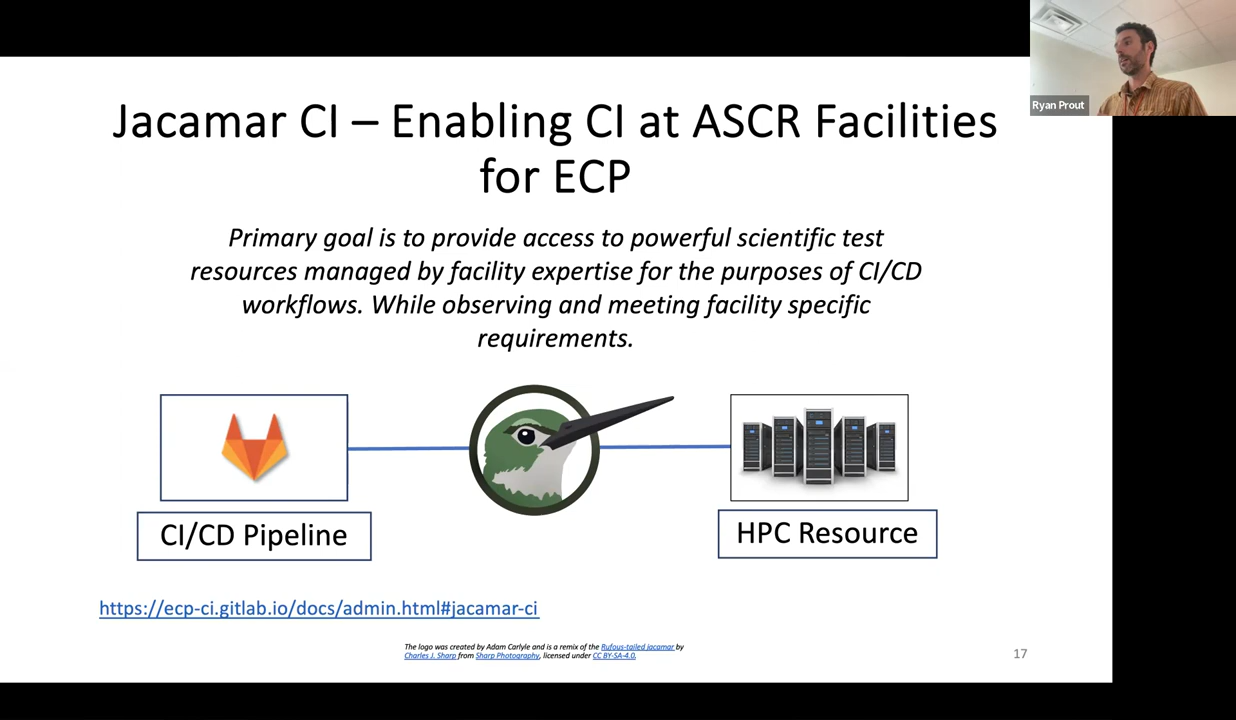 Ryan Prout
Jacamar CI – Enabling CI at ASCR Facilities
for ECP
Primary goal is to provide access to powerful scientific test
resources managed by facility expertise for the purposes of CI/CD
workflows. While observing and meeting facility specific
requirements.
CI/CD Pipeline
HPC Resource
https://ecp-ci.gitlab.io/docs/admin.html#jacamar-ci
The logo was created by Adam Carlyle and is a remix of the Rufous-tailed jacamar by
Charles J. Sharp from Sharp Photography, licensed under CC BY-SA-4.0.
17